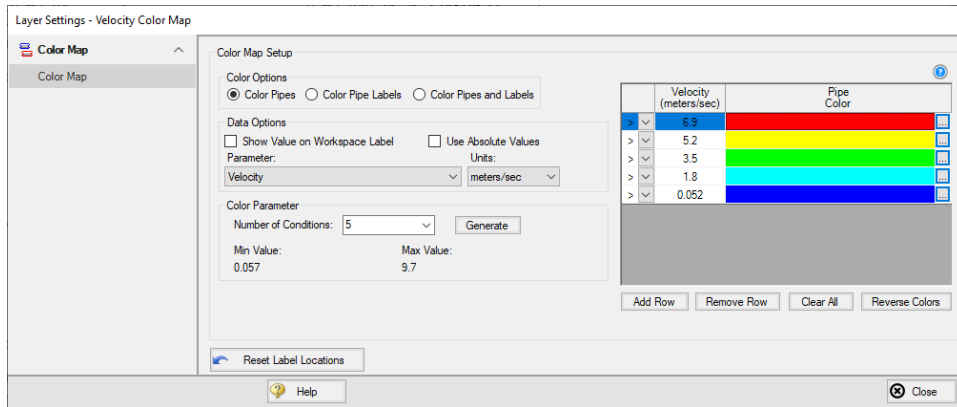 Layer Settings - Velocity Color Map
Color Map
Color Map
Color Map Setup
Color Options
Color Pipes
Color Pipe Labels
Color Pipes and Labels
Data Options
Show Value on Workspace Label
Use Absolute Values
Parameter:
Units:
Velocity
meters/sec
Color Parameter
Number of Conditions:
5
Generate
Min Value:
Max Value:
0.057
9.7
Velocity
(meters/sec)
Pipe
Color
> 6.9 ...
> 5.2 ...
> 3.5 ...
> 1.8 ...
> 0.052 ...
Add Row
Remove Row
Clear All
Reverse Colors
Reset Label Locations
Help
Close